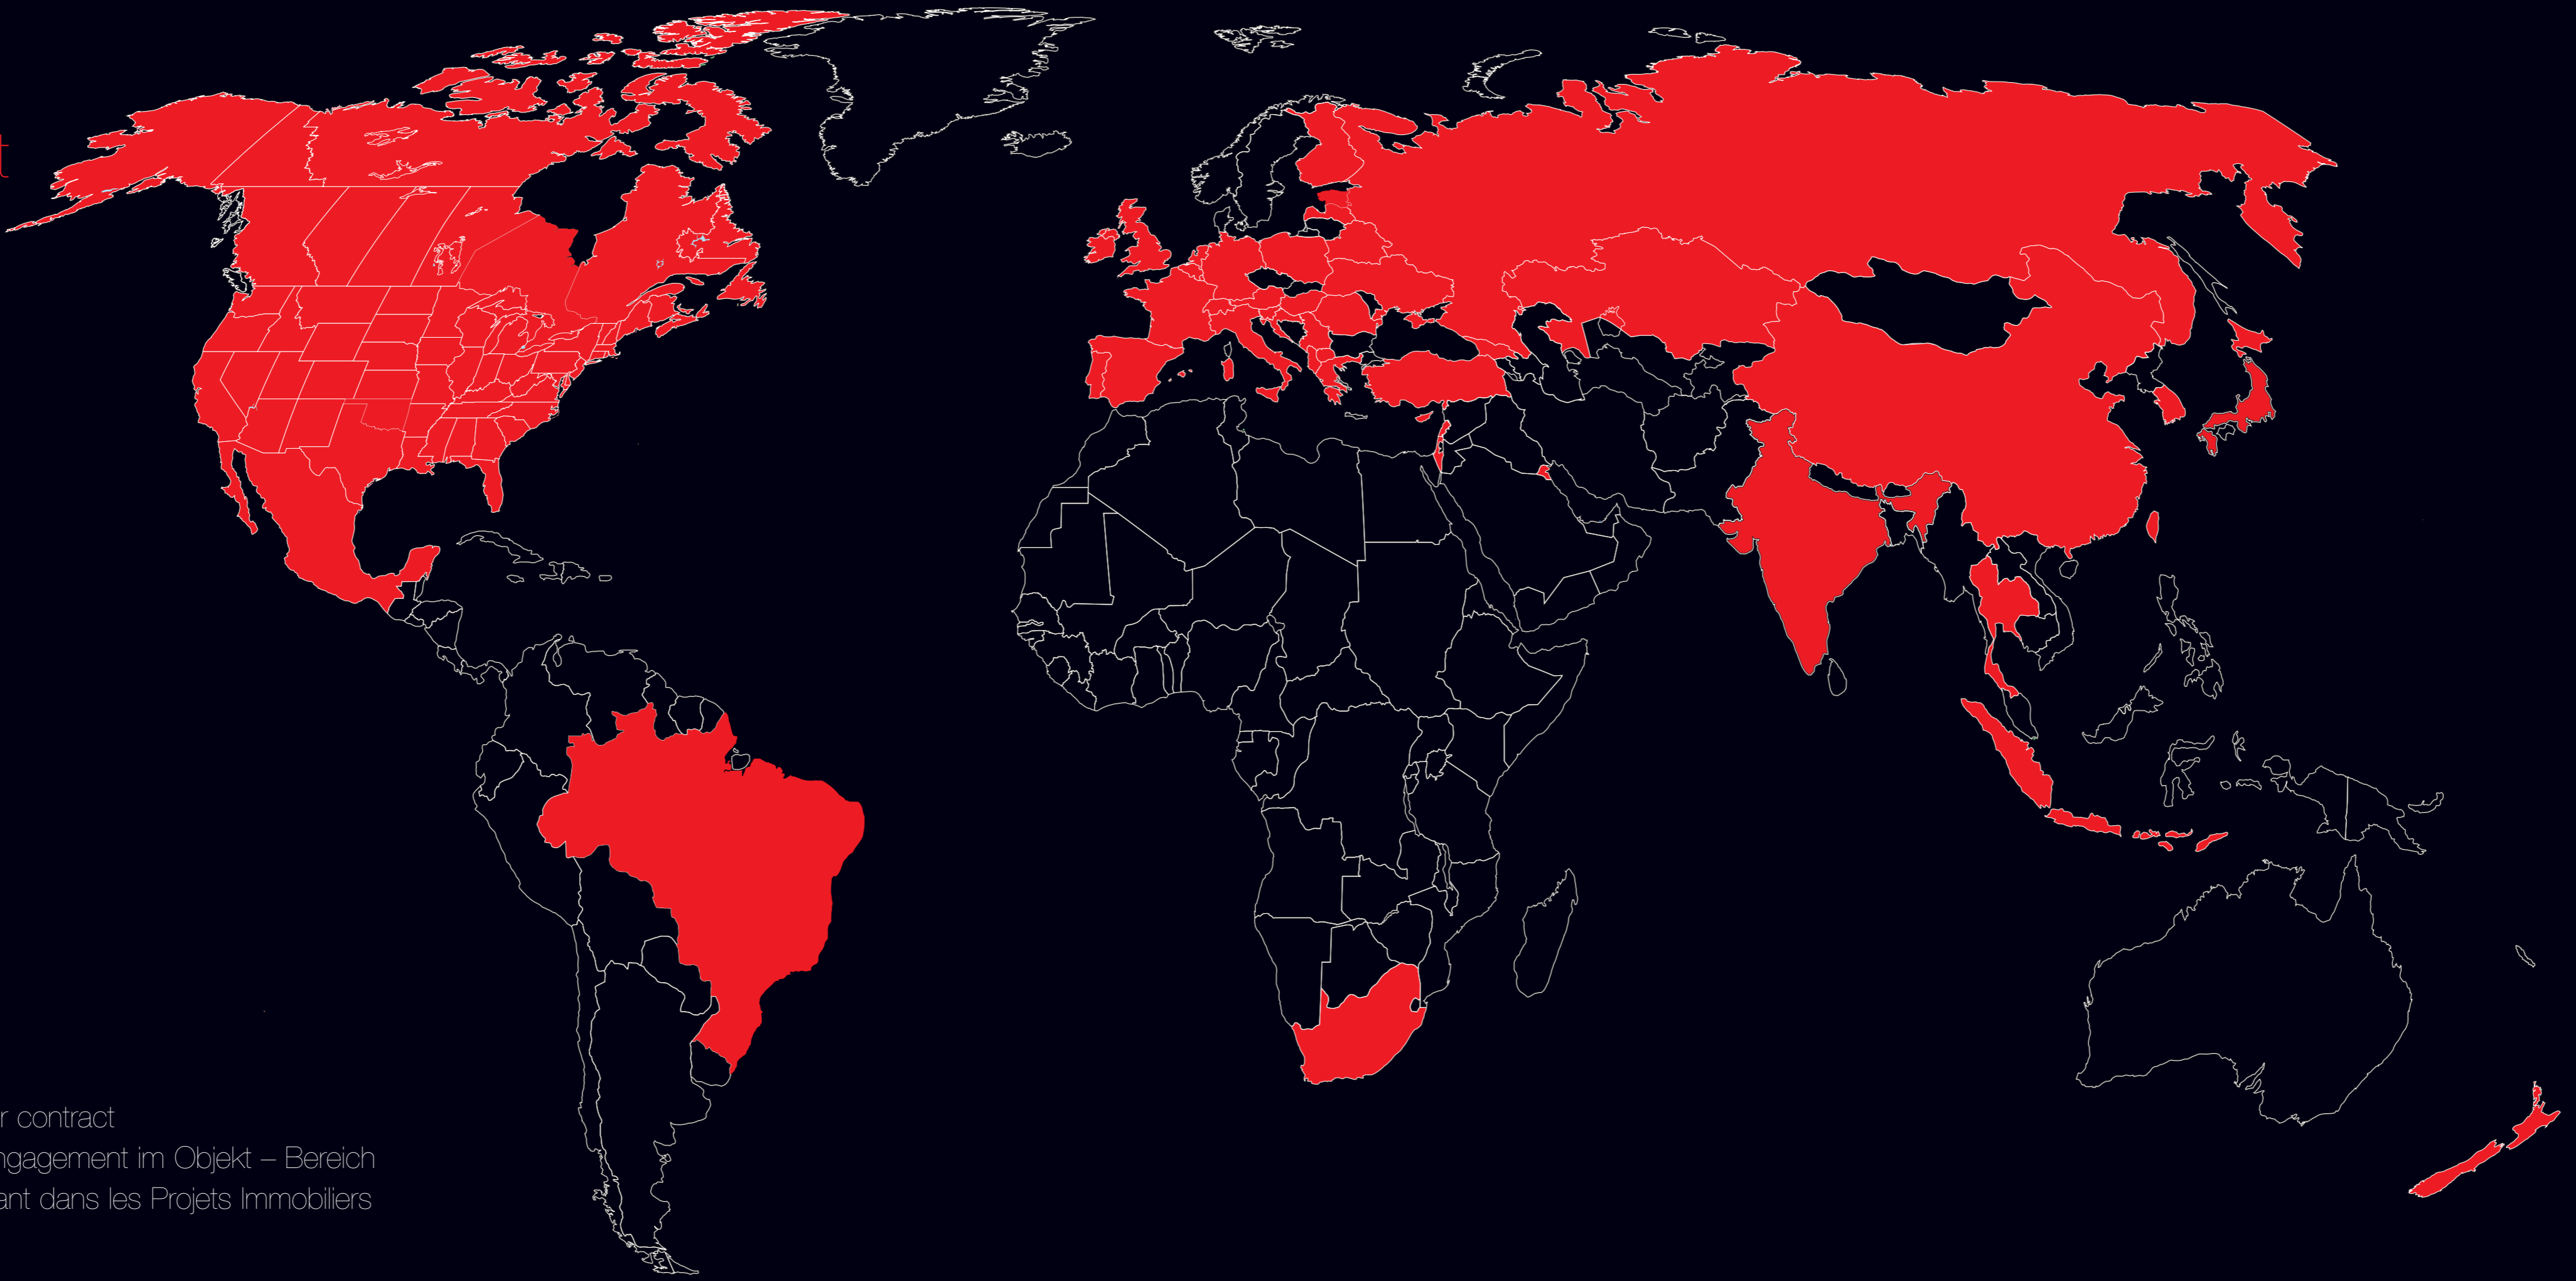 t
r contract
ngagement im Objekt – Bereich
ant dans les Projets Immobiliers